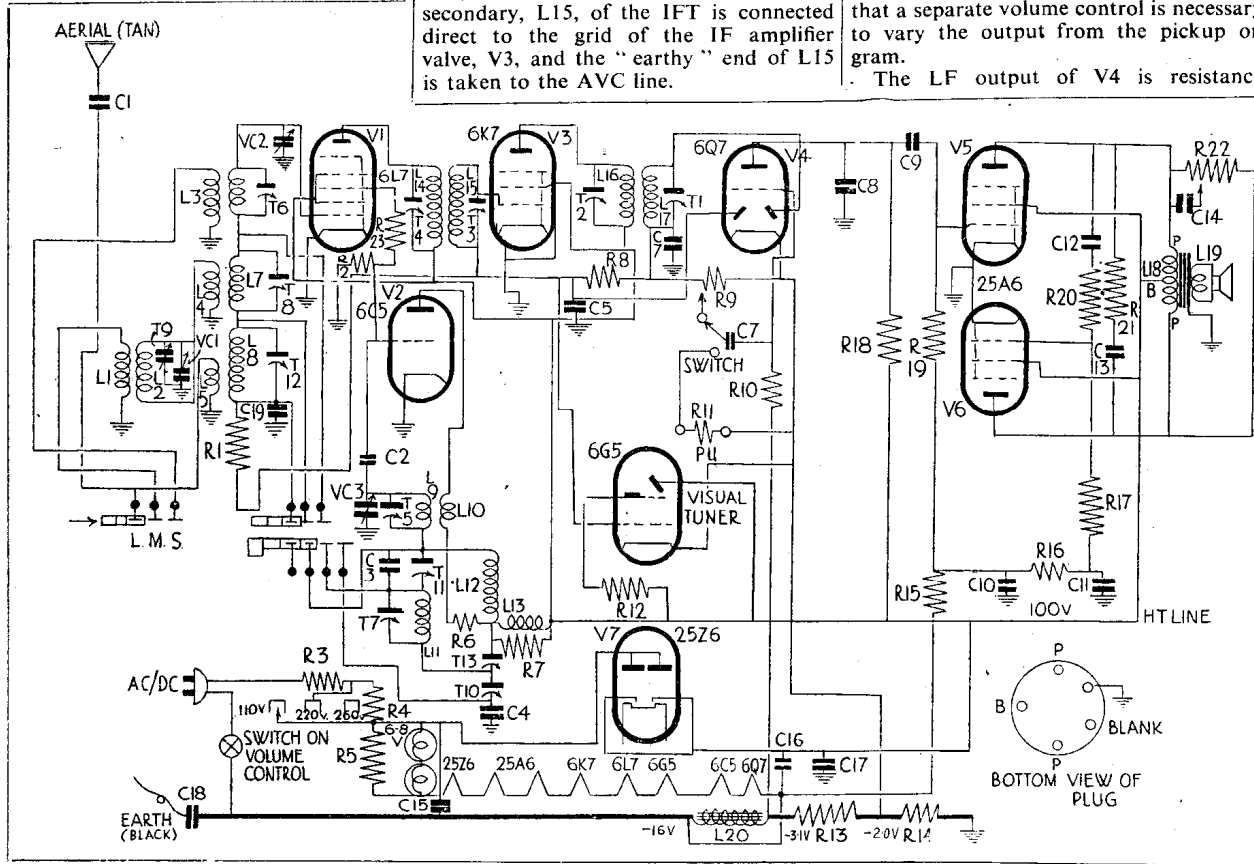 secondary, L15, of the IFT is connected
direct to the grid of the IF amplifier
valve, V3, and the “ earthy ” end of L15
is taken to the AVC line.
that a separate volume control is necessary
to vary the output from the pickup or
gram.
The LF output of V4 is resistance
AERIAL (TAN)
C1
VC2
V1
6L7
6K7
V3
6Q7
V4
C9
V5
R22
L3
T6
L14
T4
L15
T3
R23
R12
L16
T2
L17
T1
C7
C8
C14
C12
25A6
L18
P
B
P
L19
L4
L7
T8
V2
6C5
R8
R9
C5
C7
SWITCH
R10
R18
R19
R20
R21
C13
V6
T9
VC1
L1
L2
L5
L8
T12
C19
R1
R11
PU
6G5
VISUAL
TUNER
C2
VC3
T5
L9
L10
R17
L. M. S.
C3
T11
L12
L13
R12
R15
R16
C10
C11
100V
HT LINE
T7
L11
R6
R7
T13
V7
25Z6
T10
C4
AC/DC
R3
110V
220V.
260V.
R4
R5
6-8
V
SWITCH ON
VOLUME
CONTROL
P
B
BLANK
P
BOTTOM VIEW OF
PLUG
25Z6
25A6
6K7
6L7
6G5
6C5
6Q7
C16
C17
C15
EARTH
(BLACK)
C18
-16V
L20
-3·1V
R13
-2·0V
R14